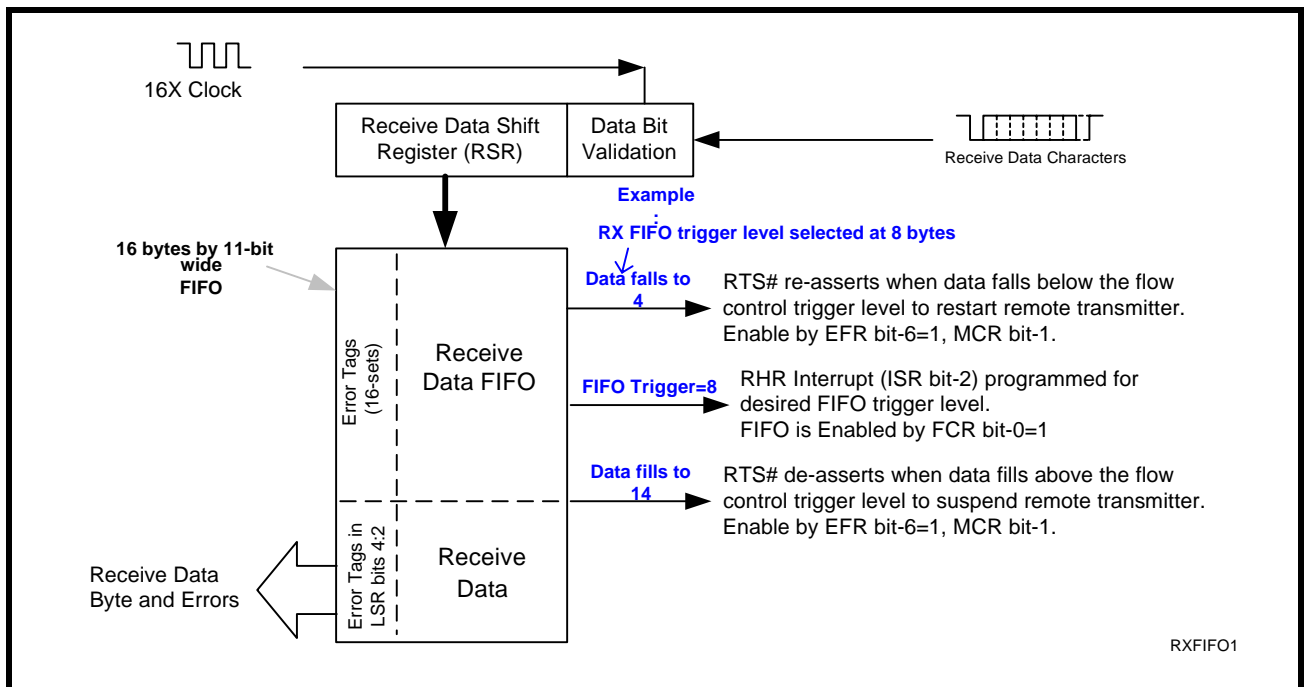 16X Clock
Receive Data Shift
Register (RSR)
Data Bit
Validation
Receive Data Characters
Example
:
RX FIFO trigger level selected at 8 bytes
16 bytes by 11-bit
wide
FIFO
Error Tags
(16-sets)
Receive
Data FIFO
Data falls to
4
RTS# re-asserts when data falls below the flow
control trigger level to restart remote transmitter.
Enable by EFR bit-6=1, MCR bit-1.
FIFO Trigger=8
RHR Interrupt (ISR bit-2) programmed for
desired FIFO trigger level.
FIFO is Enabled by FCR bit-0=1
Data fills to
14
RTS# de-asserts when data fills above the flow
control trigger level to suspend remote transmitter.
Enable by EFR bit-6=1, MCR bit-1.
Error Tags in
LSR bits 4:2
Receive
Data
Receive Data
Byte and Errors
RXFIFO1